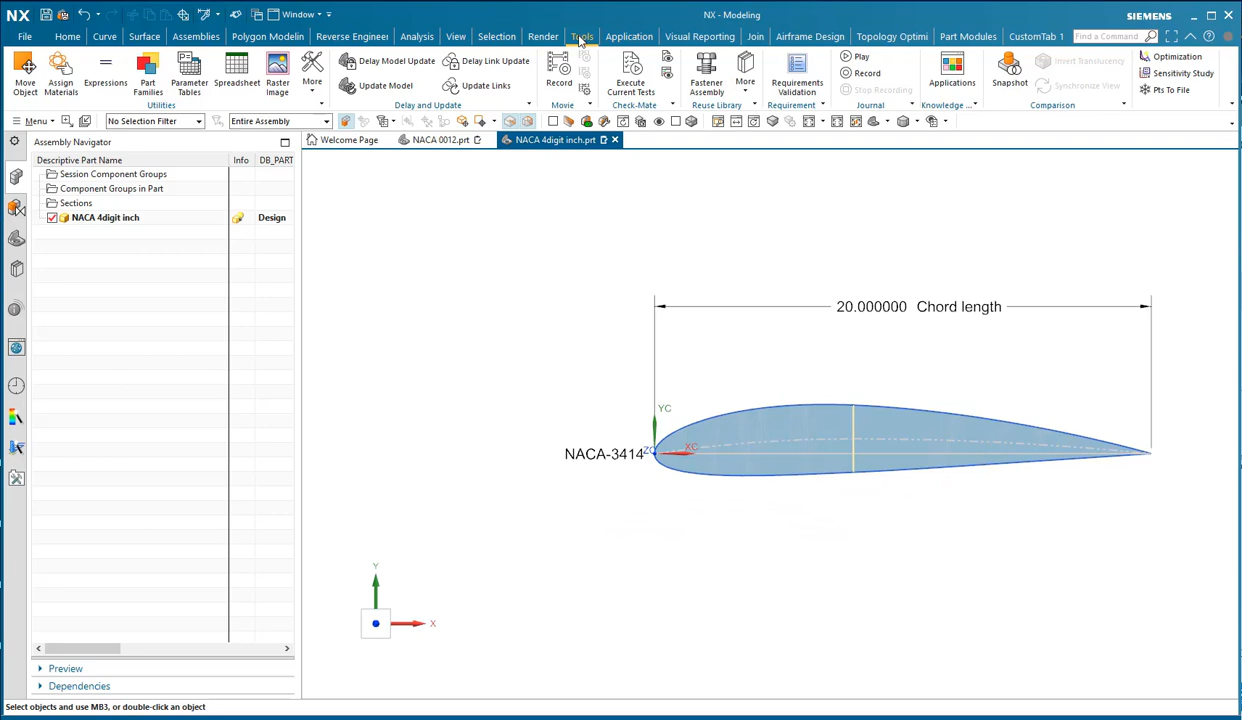 NX
Window
NX - Modeling
SIEMENS
File
Home
Curve
Surface
Assemblies
Polygon Modelin
Reverse Engineer
Analysis
View
Selection
Render
Tools
Application
Visual Reporting
Join
Airframe Design
Topology Optimi
Part Modules
CustomTab 1
Find a Command
Move Object
Assign Materials
Expressions
Part Families
Parameter Tables
Spreadsheet
Raster Image
More
Utilities
Delay Model Update
Delay Link Update
Update Model
Update Links
Delay and Update
Record
Movie
Execute Current Tests
Check-Mate
Fastener Assembly
More
Reuse Library
Requirements Validation
Requirement
Play
Record
Stop Recording
Journal
Applications
Knowledge ...
Snapshot
Invert Translucency
Synchronize View
Comparison
Optimization
Sensitivity Study
Pts To File
Menu
No Selection Filter
Entire Assembly
Assembly Navigator
Welcome Page
NACA 0012.prt
NACA 4digit inch.prt
Descriptive Part Name
Info
DB_PART
Session Component Groups
Component Groups in Part
Sections
NACA 4digit inch
Design
20.000000 Chord length
YC
NACA-3414
ZC
XC
Y
X
Preview
Dependencies
Select objects and use MB3, or double-click an object